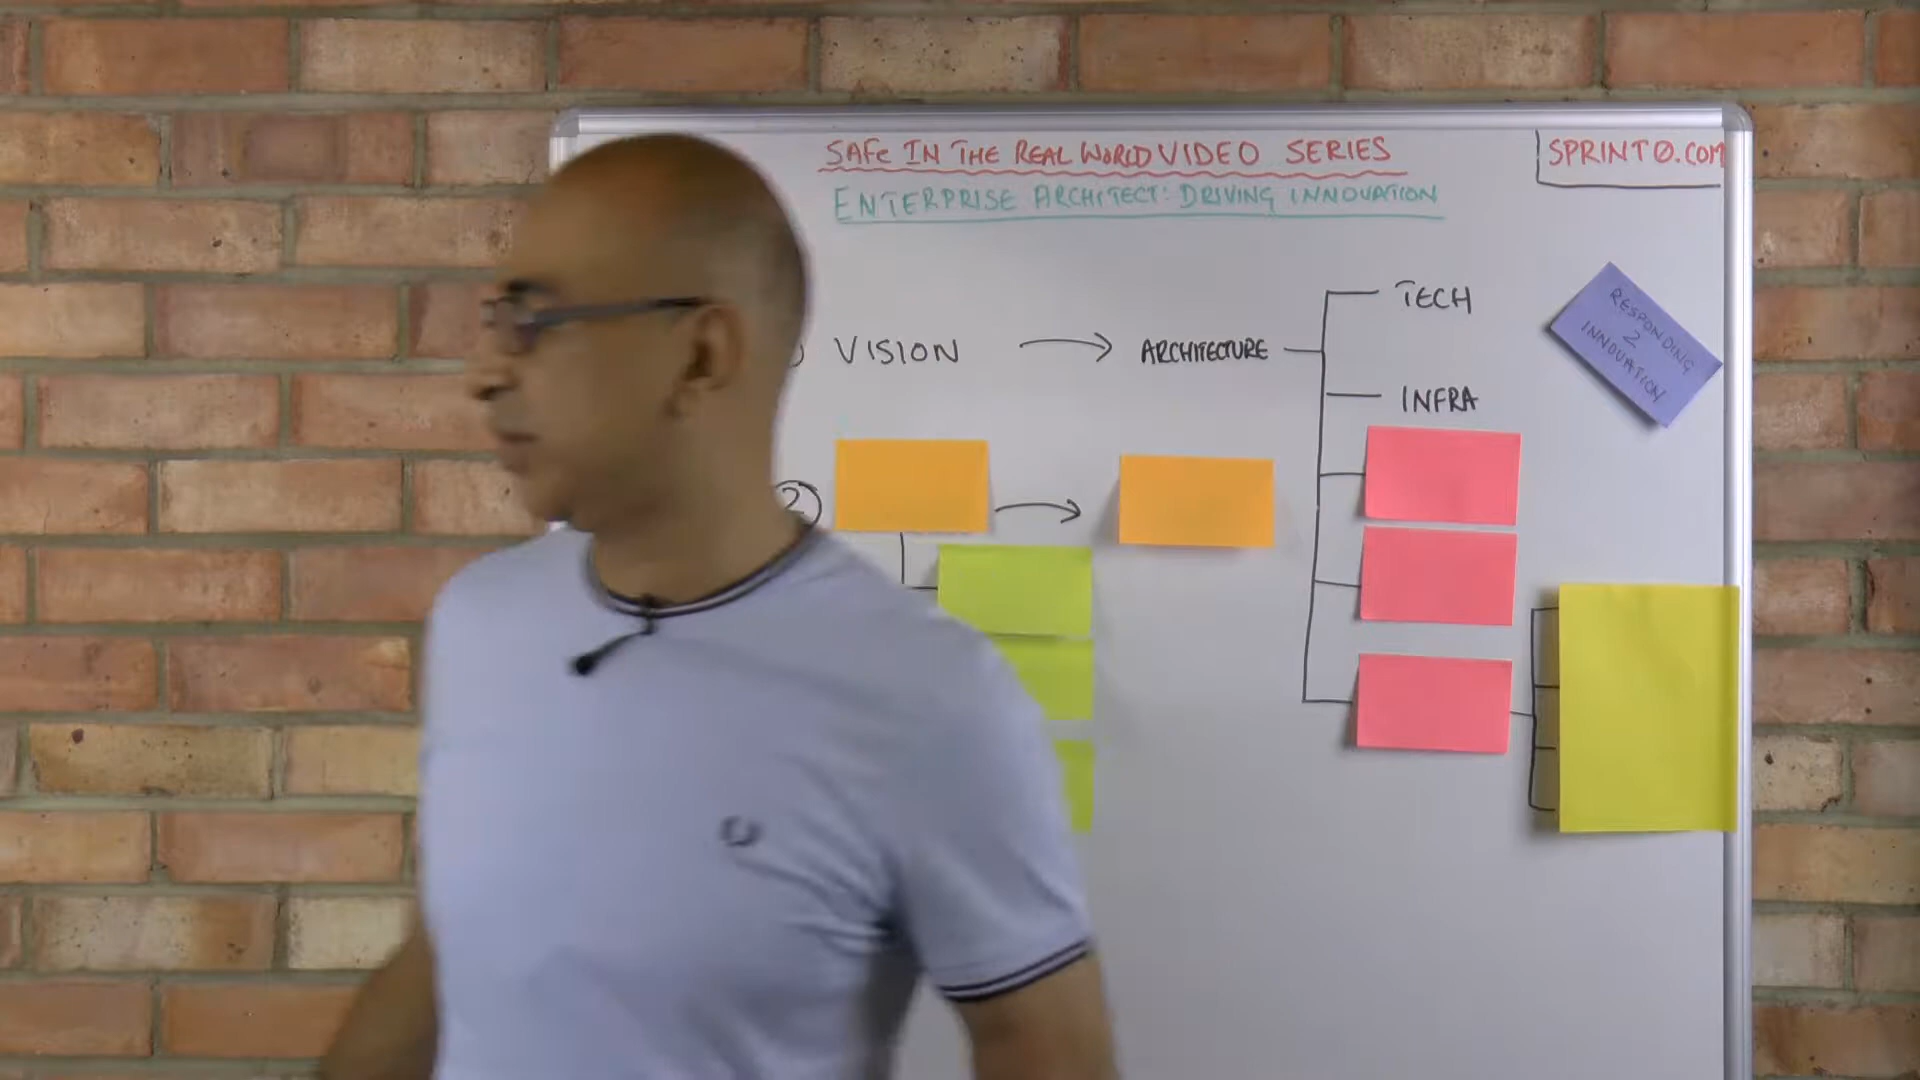 SAFe IN THE REAL WORLD VIDEO SERIES
SPRINT0.COM
ENTERPRISE ARCHITECT: DRIVING INNOVATION
TECH
VISION
ARCHITECTURE
INFRA
RESPONDING
2
INNOVATION
2